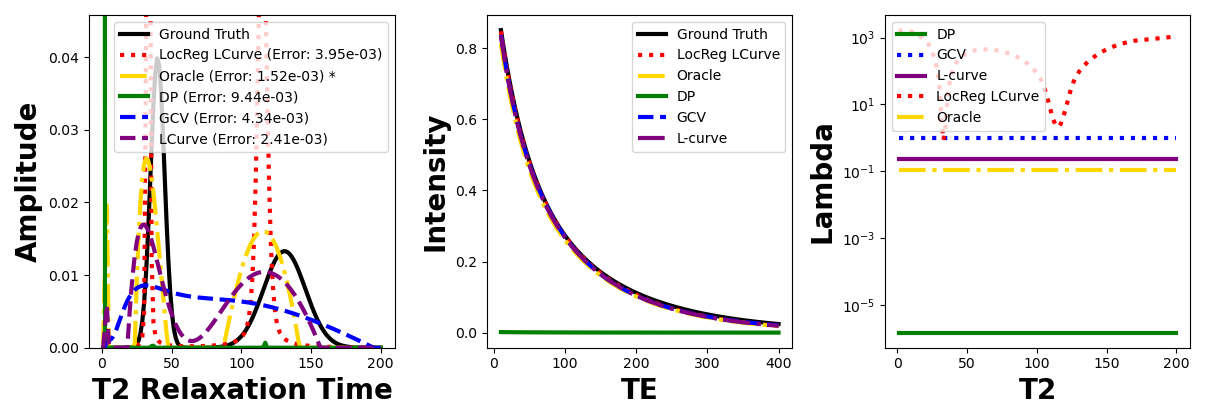 Ground Truth
LocReg LCurve (Error: 3.95e-03)
Oracle (Error: 1.52e-03) *
DP (Error: 9.44e-03)
GCV (Error: 4.34e-03)
LCurve (Error: 2.41e-03)
0.04
0.03
0.02
0.01
0.00
0 50 100 150 200
Amplitude
T2 Relaxation Time
Ground Truth
LocReg LCurve
Oracle
DP
GCV
L-curve
0.8
0.6
0.4
0.2
0.0
0 100 200 300 400
Intensity
TE
DP
GCV
L-curve
LocReg LCurve
Oracle
10³
10¹
10⁻¹
10⁻³
10⁻⁵
0 50 100 150 200
Lambda
T2